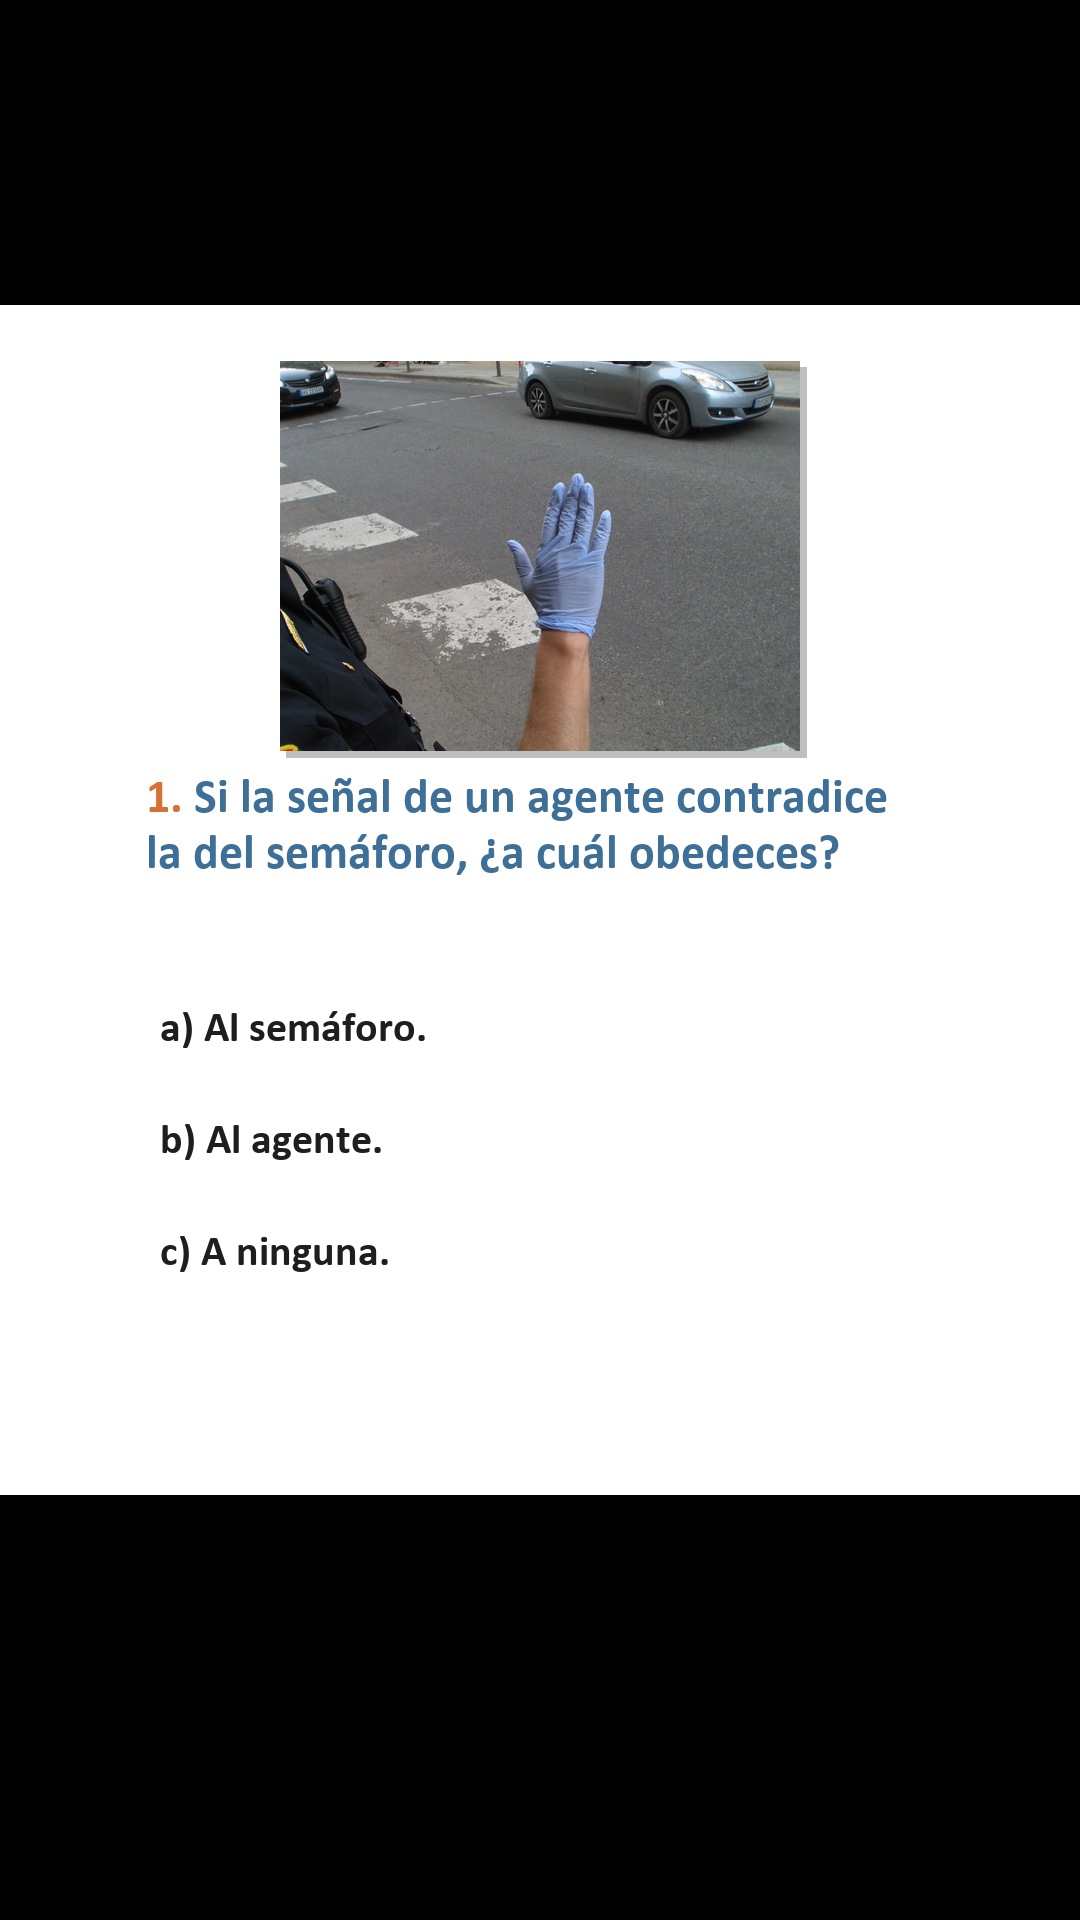 1. Si la señal de un agente contradice
la del semáforo, ¿a cuál obedeces?
a) Al semáforo.
b) Al agente.
c) A ninguna.